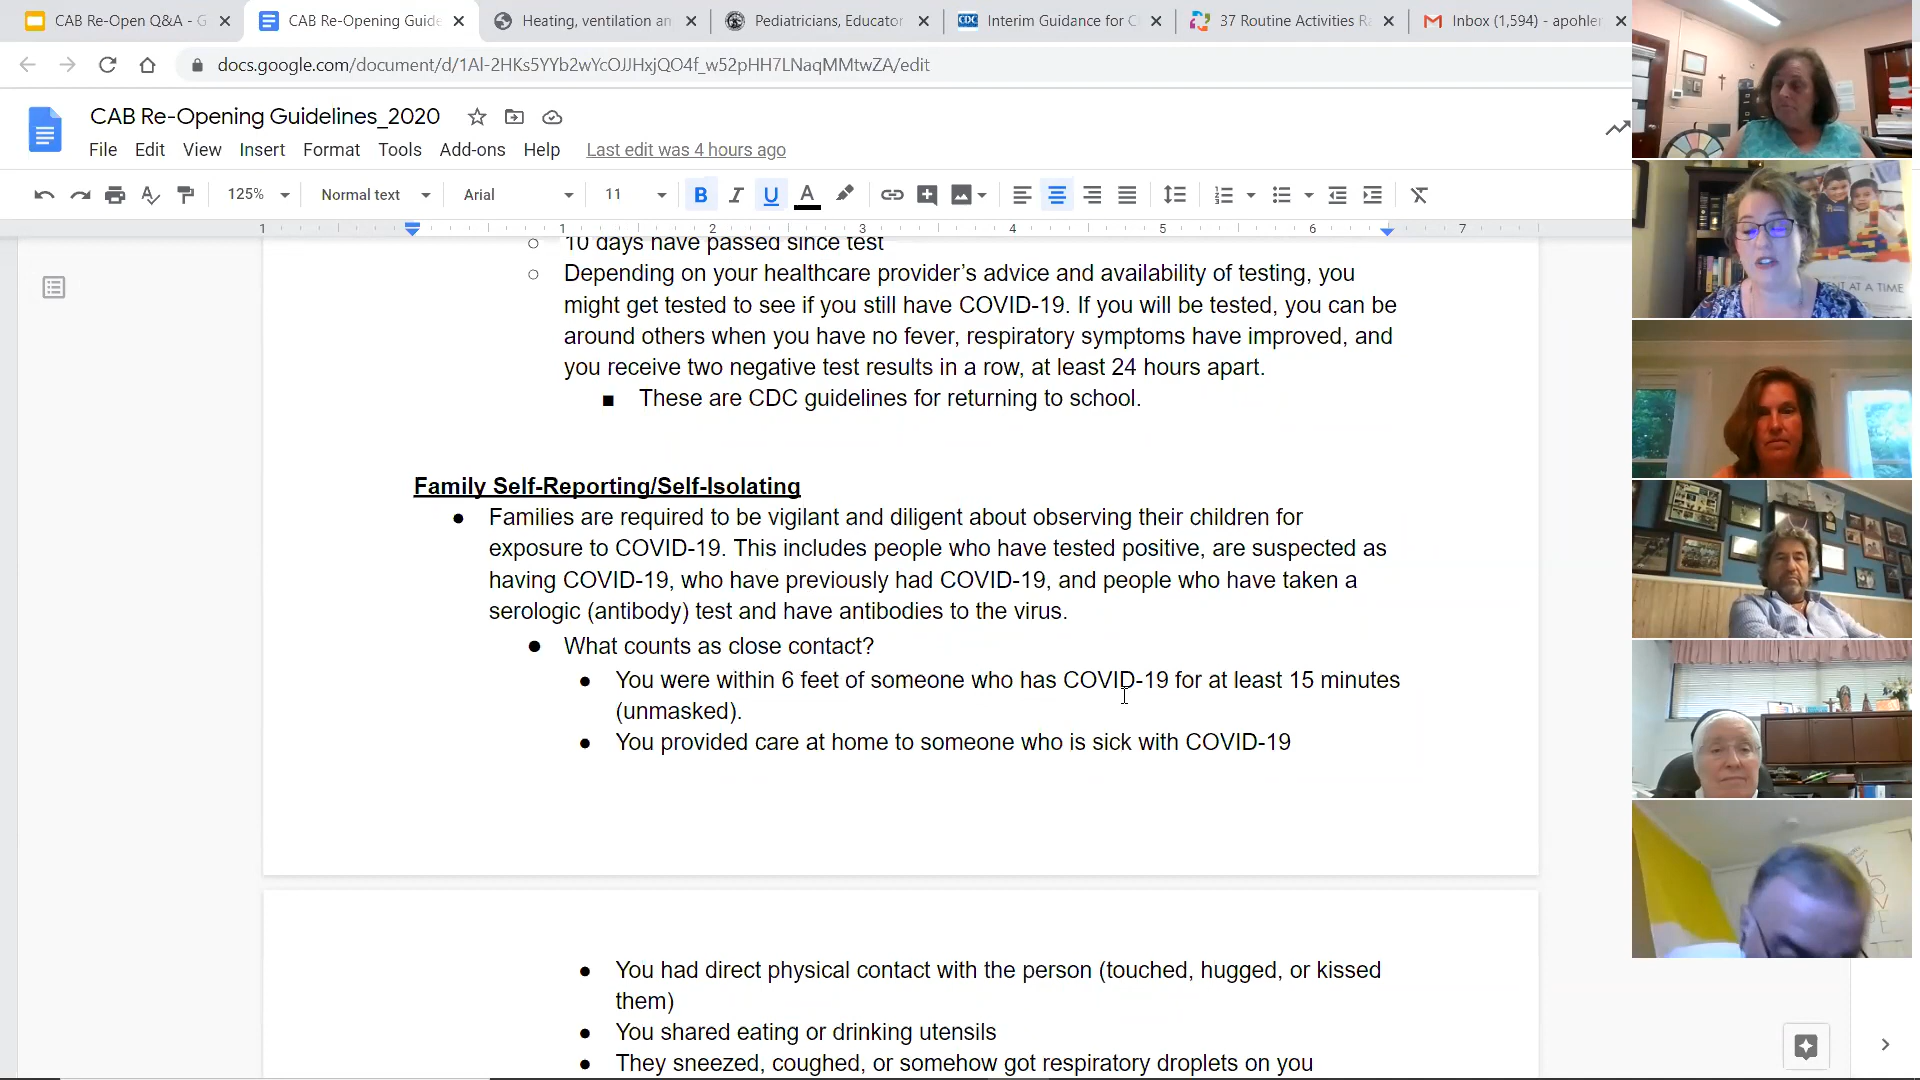 CAB Re-Open Q&A - G
CAB Re-Opening Guide
Heating, ventilation an
Pediatricians, Educator
CDC
Interim Guidance for C
37 Routine Activities R
Inbox (1,594) - apohler
docs.google.com/document/d/1Al-2HKs5YYb2wYcOJJHxjQO4f_w52pHH7LNaqMMtwZA/edit
CAB Re-Opening Guidelines_2020
File Edit View Insert Format Tools Add-ons Help Last edit was 4 hours ago
125% Normal text Arial 11 B I U A
1 1 2 3 4 5 6 7
○ 10 days have passed since test
○ Depending on your healthcare provider’s advice and availability of testing, you
might get tested to see if you still have COVID-19. If you will be tested, you can be
around others when you have no fever, respiratory symptoms have improved, and
you receive two negative test results in a row, at least 24 hours apart.
■ These are CDC guidelines for returning to school.
Family Self-Reporting/Self-Isolating
● Families are required to be vigilant and diligent about observing their children for
exposure to COVID-19. This includes people who have tested positive, are suspected as
having COVID-19, who have previously had COVID-19, and people who have taken a
serologic (antibody) test and have antibodies to the virus.
● What counts as close contact?
● You were within 6 feet of someone who has COVID-19 for at least 15 minutes
(unmasked).
● You provided care at home to someone who is sick with COVID-19
● You had direct physical contact with the person (touched, hugged, or kissed
them)
● You shared eating or drinking utensils
● They sneezed, coughed, or somehow got respiratory droplets on you
AT A TIME